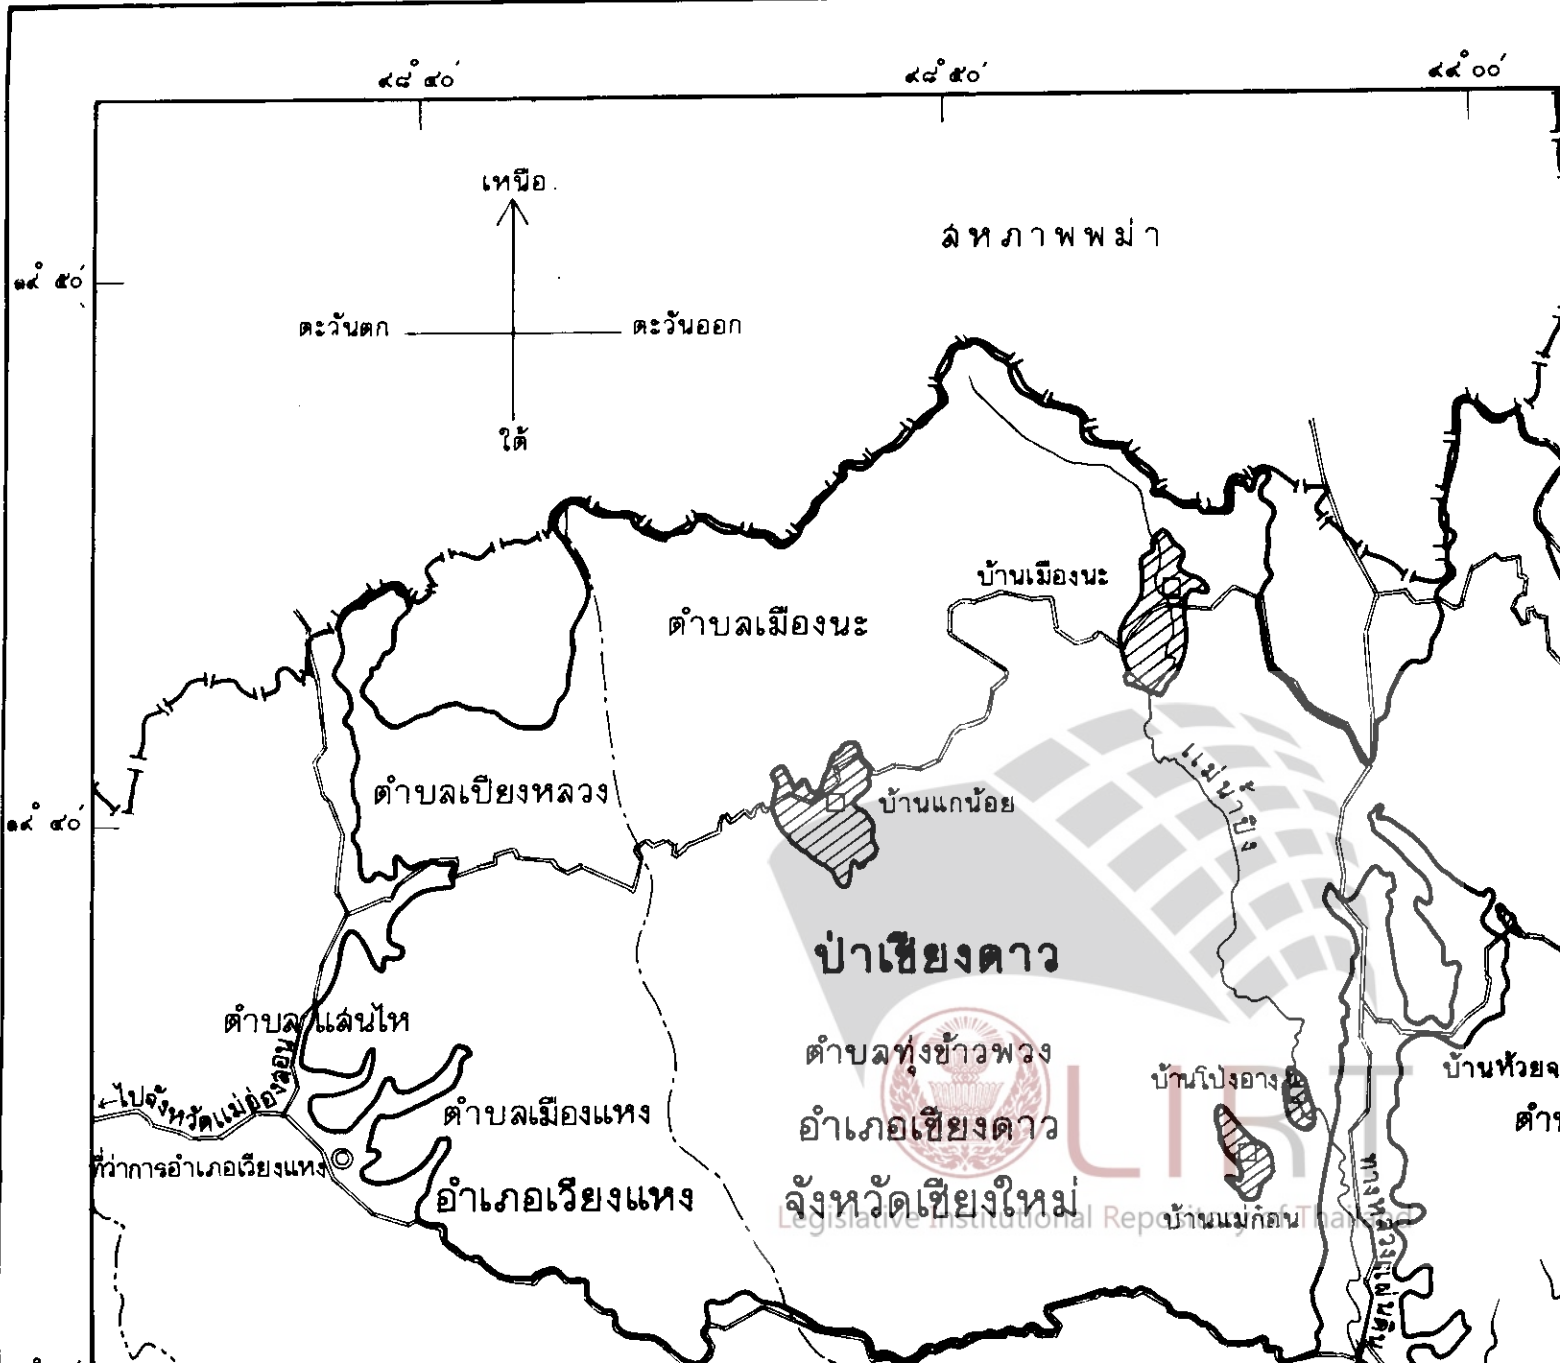 ๙๘° ๔๐′
๙๘° ๕๐′
๙๙° ๐๐′
เหนือ
สหภาพพม่า
๑๙° ๕๐′
ตะวันตก
ตะวันออก
ใต้
บ้านเมืองนะ
ตำบลเมืองนะ
แม่น้ำปิง
ตำบลเปียงหลวง
บ้านแกน้อย
๑๙° ๔๐′
ป่าเชียงดาว
ตำบล แสนไห
ตำบลทุ่งข้าวพวง
บ้านโป่งอาง
บ้านห้วยจ
ไปจังหวัดแม่ฮ่องสอน
ตำบลเมืองแหง
อำเภอเชียงดาว
ตำบ
LIRT
ที่ว่าการอำเภอเวียงแหง
อำเภอเวียงแหง
จังหวัดเชียงใหม่
Legislative Institutional Repository of Thailand
บ้านแม่ก๋อน